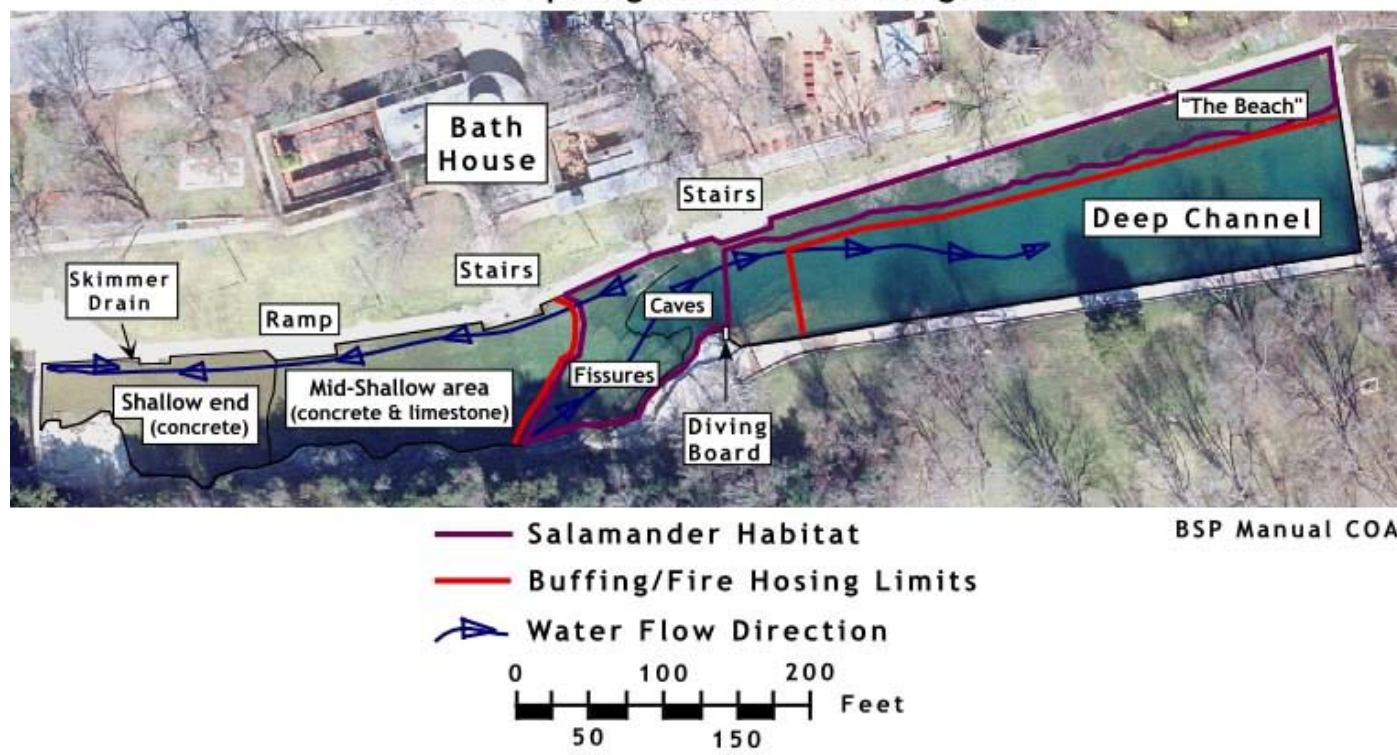 Bath
House
"The Beach"
Stairs
Deep Channel
Stairs
Skimmer
Drain
Ramp
Caves
Fissures
Mid-Shallow area
(concrete & limestone)
Shallow end
(concrete)
Diving
Board
Salamander Habitat
BSP Manual COA
Buffing/Fire Hosing Limits
Water Flow Direction
0 100 200
Feet
50 150